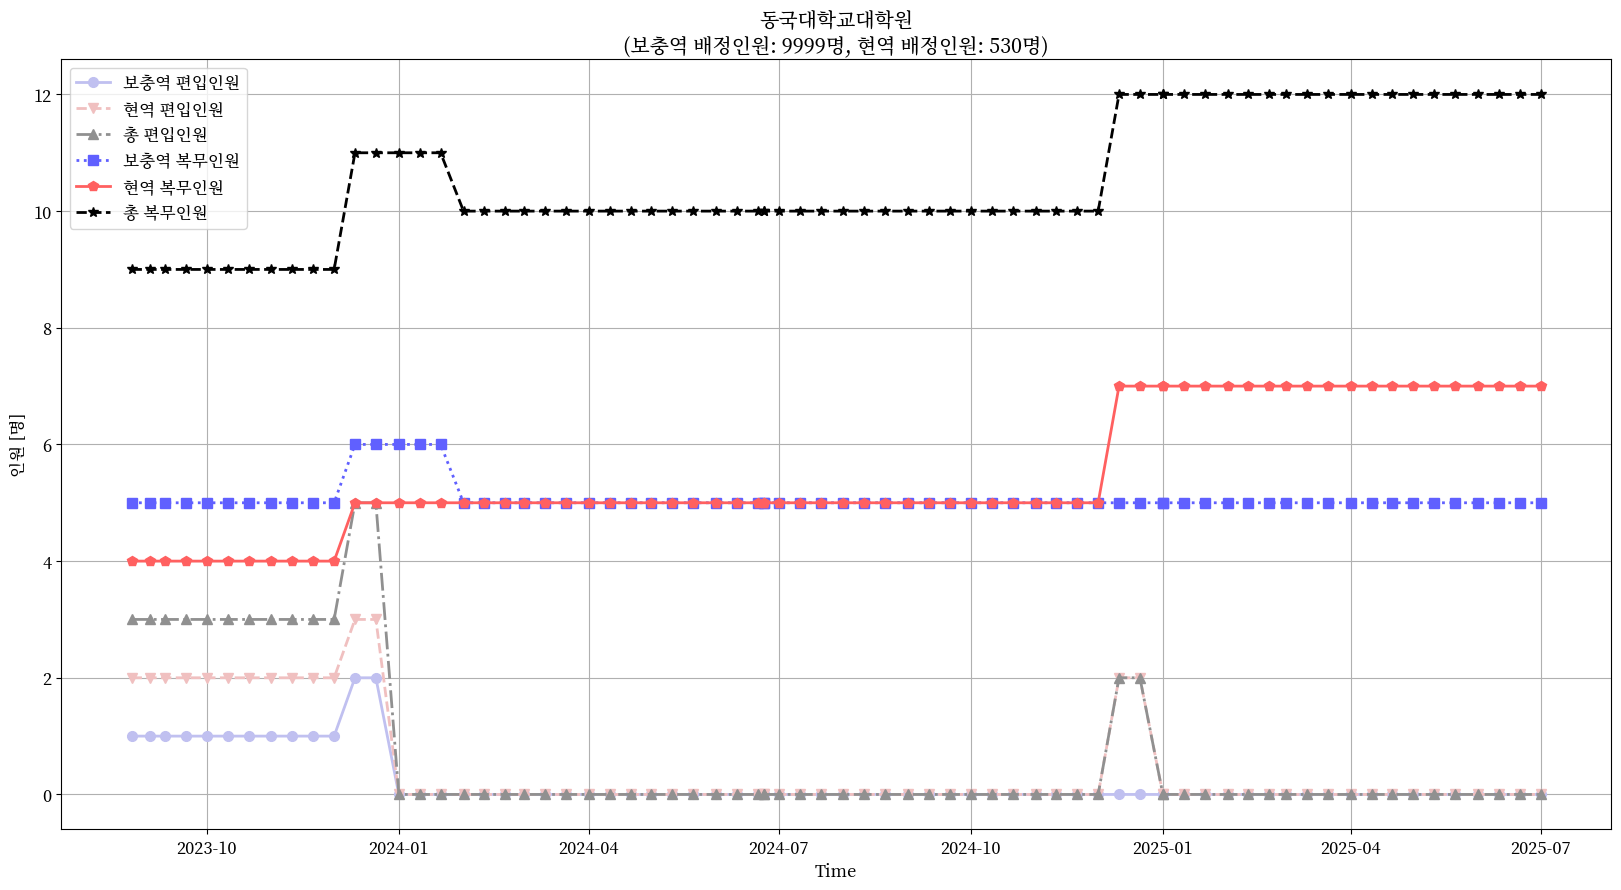 동국대학교대학원
(보충역 배정인원: 9999명, 현역 배정인원: 530명)
보충역 편입인원
현역 편입인원
총 편입인원
보충역 복무인원
현역 복무인원
총 복무인원
12
10
8
6
4
2
0
인원 [명]
2023-10
2024-01
2024-04
2024-07
2024-10
2025-01
2025-04
2025-07
Time